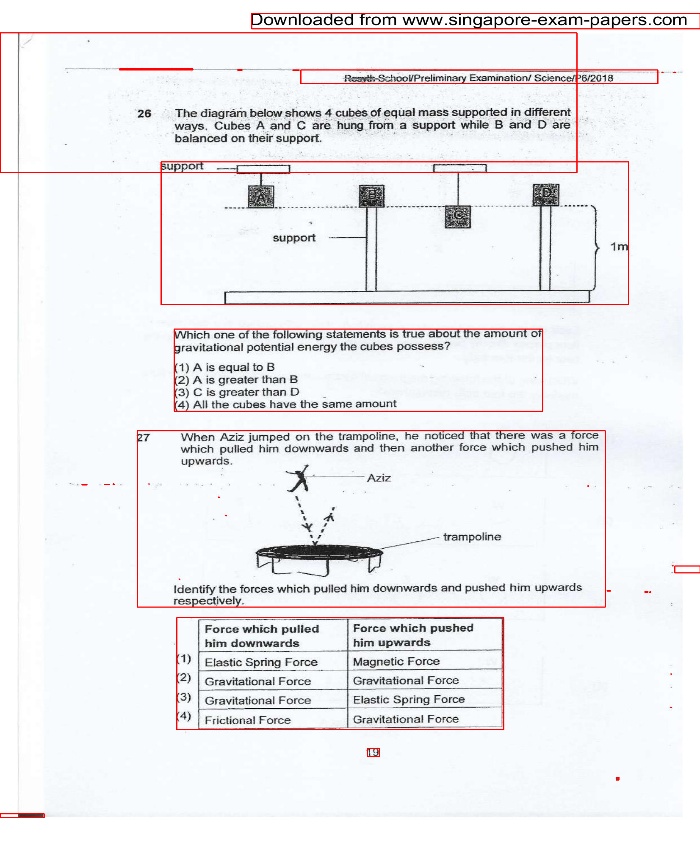 Downloaded from www.singapore-exam-papers.com
School/Preliminary Examination/ Science/P6/2018
26 The diagram below shows 4 cubes of equal mass supported in different
ways. Cubes A and C are hung from a support while B and D are
balanced on their support.
support
A B C D
support
1m
Which one of the following statements is true about the amount of
gravitational potential energy the cubes possess?
(1) A is equal to B
(2) A is greater than B
(3) C is greater than D
(4) All the cubes have the same amount
27 When Aziz jumped on the trampoline, he noticed that there was a force
which pulled him downwards and then another force which pushed him
upwards.
Aziz
trampoline
Identify the forces which pulled him downwards and pushed him upwards
respectively.
Force which pulled him downwards Force which pushed him upwards
(1) Elastic Spring Force Magnetic Force
(2) Gravitational Force Gravitational Force
(3) Gravitational Force Elastic Spring Force
(4) Frictional Force Gravitational Force
19